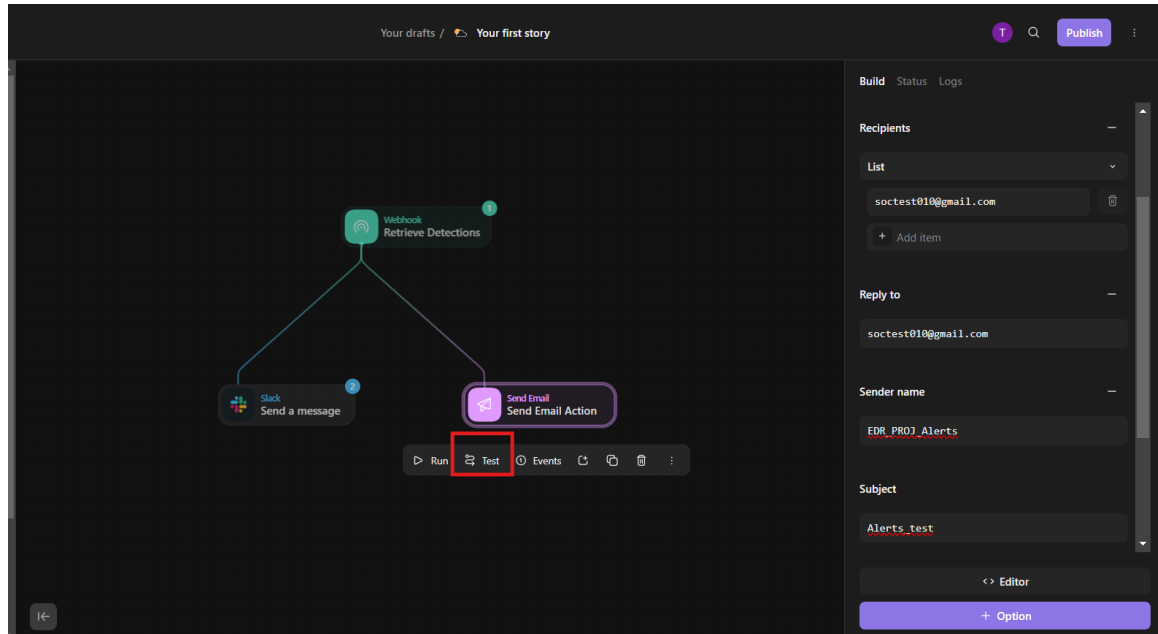 Your drafts / Your first story
T
Publish
Build Status Logs
Recipients
List
soctest010@gmail.com
+ Add item
Reply to
soctest010@gmail.com
Sender name
EDR_PROJ_Alerts
Subject
Alerts_test
<> Editor
+ Option
1
Webhook
Retrieve Detections
2
Slack
Send a message
Send Email
Send Email Action
Run Test Events